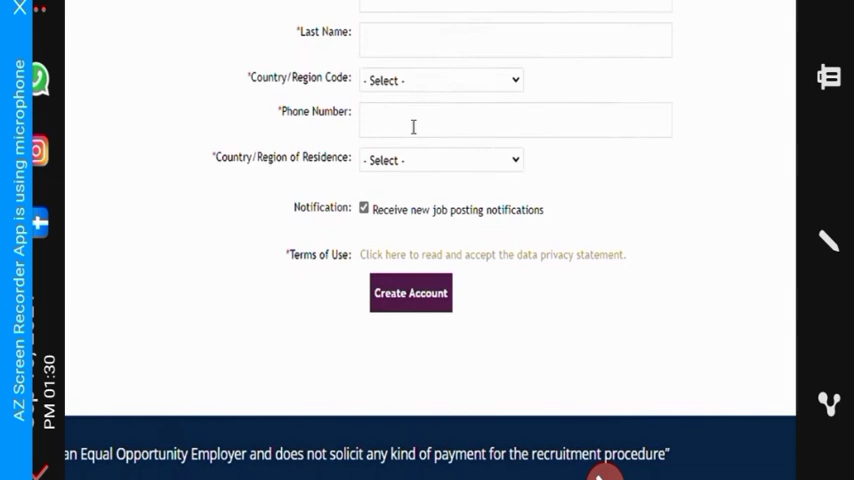 *Last Name:
*Country/Region Code: - Select -
*Phone Number:
*Country/Region of Residence: - Select -
Notification: Receive new job posting notifications
*Terms of Use: Click here to read and accept the data privacy statement.
Create Account
an Equal Opportunity Employer and does not solicit any kind of payment for the recruitment procedure”
AZ Screen Recorder App is using microphone
PM 01:30